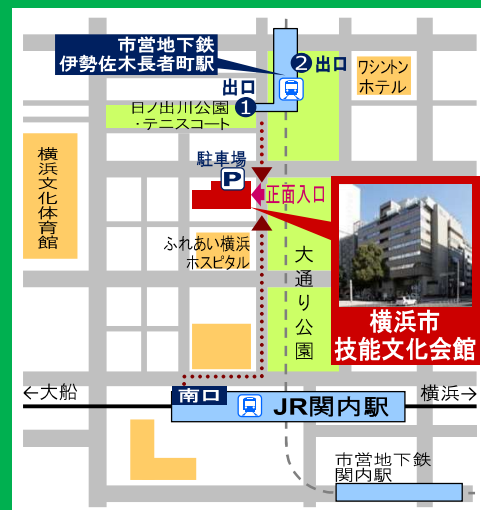 市営地下鉄
伊勢佐木長者町駅
❷出口
ワシントン
ホテル
出口
❶
日ノ出川公園
・テニスコート
横浜文化体育館
駐車場
P
正面入口
ふれあい横浜
ホスピタル
大通り公園
横浜市
技能文化会館
←大船
南口
JR関内駅
横浜→
市営地下鉄
関内駅